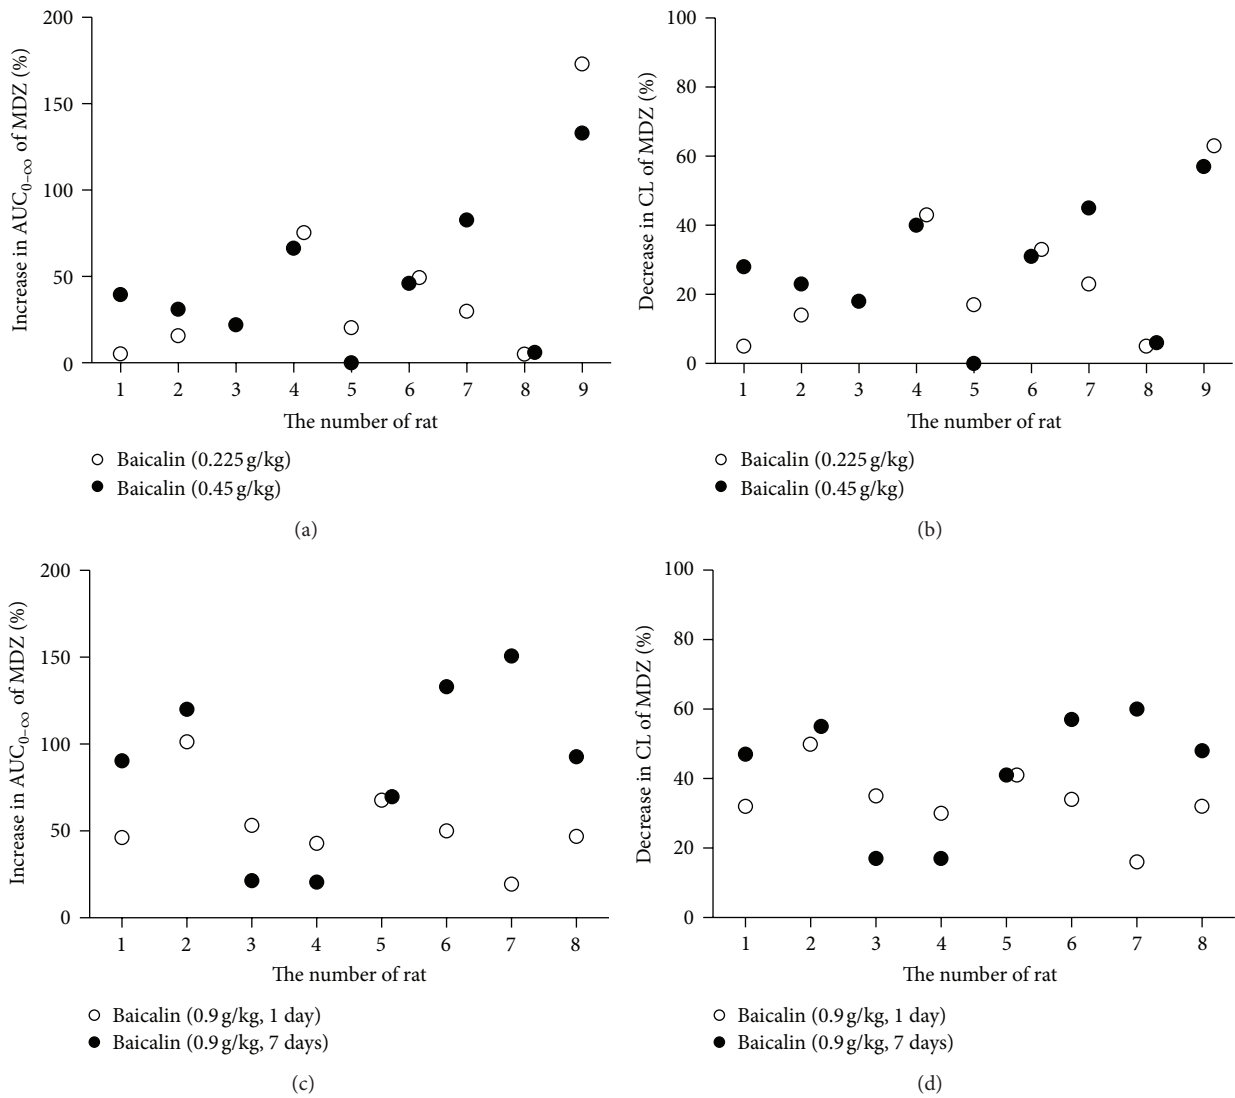 200
150
100
50
0
Increase in AUC0–∞ of MDZ (%)
1 2 3 4 5 6 7 8 9
The number of rat
Baicalin (0.225 g/kg)
Baicalin (0.45 g/kg)
(a)
100
80
60
40
20
0
Decrease in CL of MDZ (%)
1 2 3 4 5 6 7 8 9
The number of rat
Baicalin (0.225 g/kg)
Baicalin (0.45 g/kg)
(b)
200
150
100
50
0
Increase in AUC0–∞ of MDZ (%)
1 2 3 4 5 6 7 8
The number of rat
Baicalin (0.9 g/kg, 1 day)
Baicalin (0.9 g/kg, 7 days)
(c)
100
80
60
40
20
0
Decrease in CL of MDZ (%)
1 2 3 4 5 6 7 8
The number of rat
Baicalin (0.9 g/kg, 1 day)
Baicalin (0.9 g/kg, 7 days)
(d)